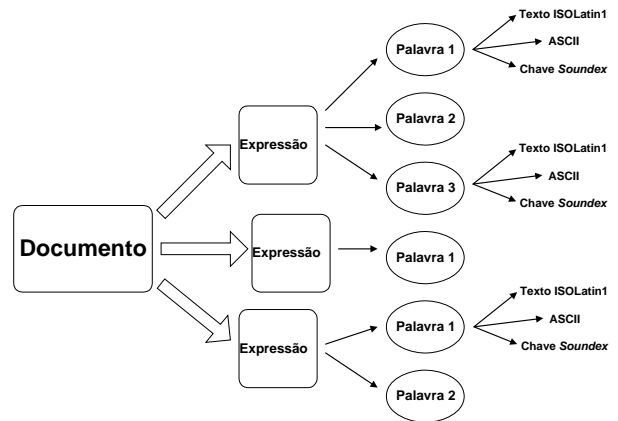 Texto ISOLatin1
Palavra 1
ASCII
Chave Soundex
Palavra 2
Expressão
Texto ISOLatin1
Palavra 3
ASCII
Chave Soundex
Documento
Expressão
Palavra 1
Texto ISOLatin1
Palavra 1
ASCII
Expressão
Chave Soundex
Palavra 2